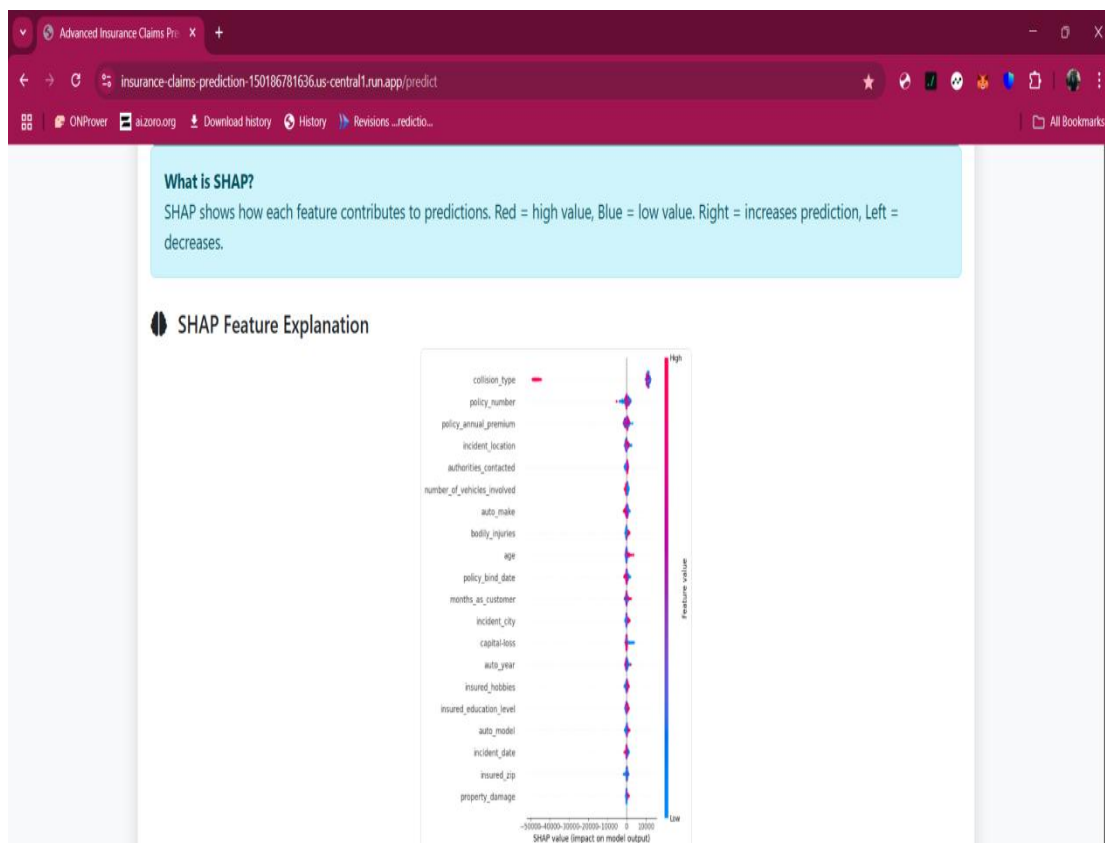 Advanced Insurance Claims Pre
insurance-claims-prediction-150186781636.us-central1.run.app/predict
ONProver ai.zoro.org Download history History Revisions ...redictio... All Bookmarks
What is SHAP?
SHAP shows how each feature contributes to predictions. Red = high value, Blue = low value. Right = increases prediction, Left =
decreases.
SHAP Feature Explanation
High
collision_type
policy_number
policy_annual_premium
incident_location
authorities_contacted
number_of_vehicles_involved
auto_make
bodily_injuries
age
policy_bind_date
months_as_customer
incident_city
capital-loss
auto_year
insured_hobbies
insured_education_level
auto_model
incident_date
insured_zip
property_damage
Feature value
Low
-50000-40000-30000-20000-10000 0 10000
SHAP value (impact on model output)